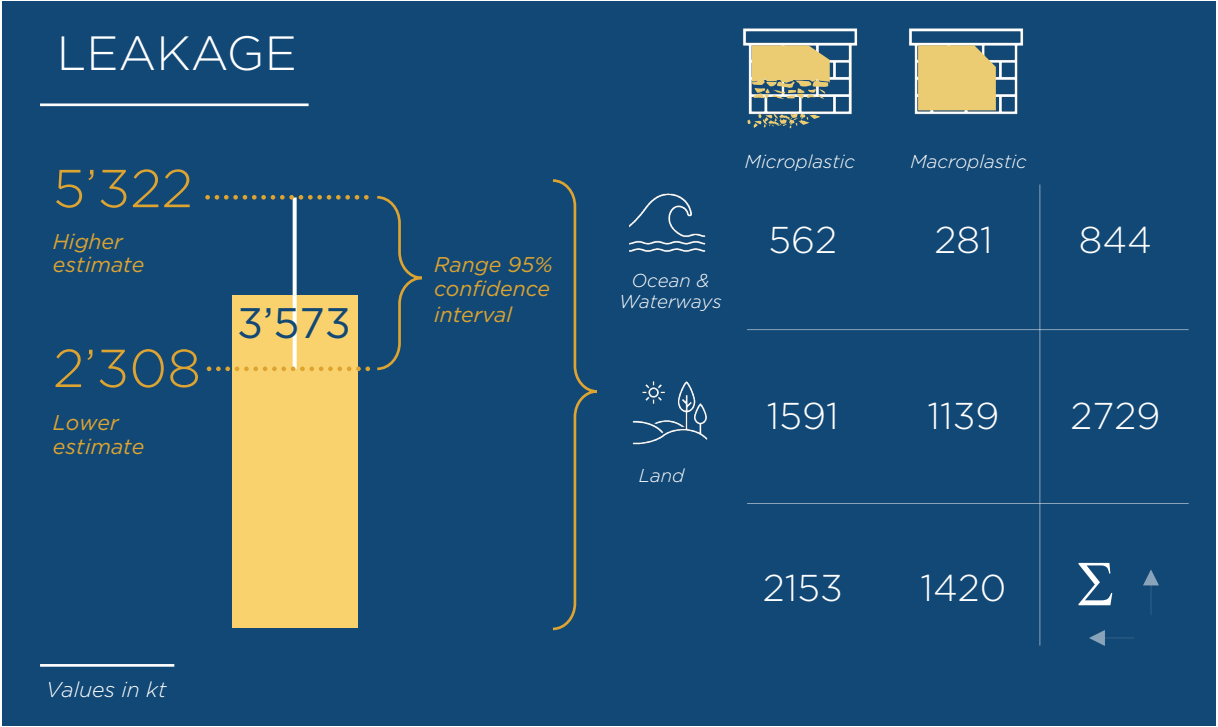 LEAKAGE
5’322
Higher
estimate
3’573
2’308
Lower
estimate
Range 95%
confidence
interval
Microplastic Macroplastic
Ocean &
Waterways
562 281 844
Land
1591 1139 2729
2153 1420 Σ
Values in kt